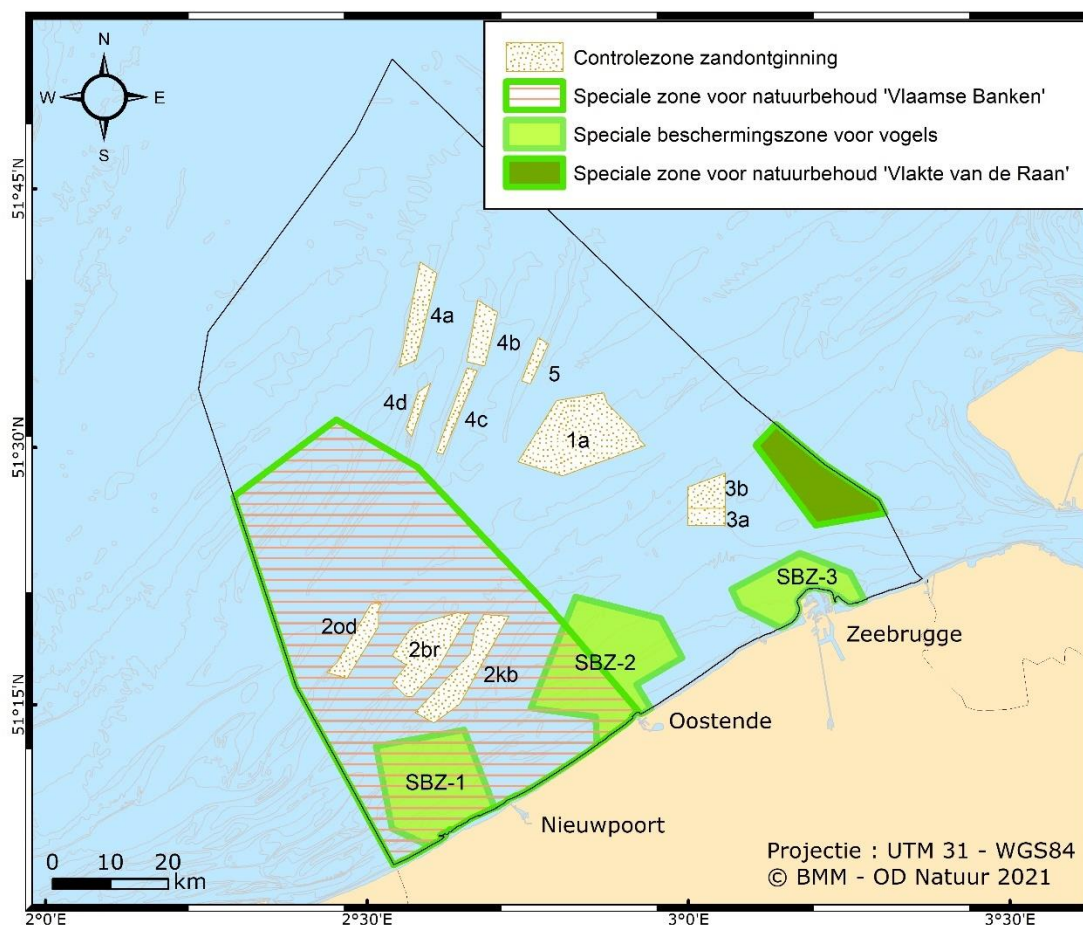 N
W E
S
Controlezone zandontginning
Speciale zone voor natuurbehoud 'Vlaamse Banken'
Speciale beschermingszone voor vogels
Speciale zone voor natuurbehoud 'Vlakte van de Raan'
51°45'N
51°30'N
51°15'N
4a
4b
5
4d
4c
1a
3b
3a
SBZ-3
2od
2br
2kb
SBZ-2
Zeebrugge
Oostende
SBZ-1
Nieuwpoort
0 10 20
km
Projectie : UTM 31 - WGS84
© BMM - OD Natuur 2021
2°0'E 2°30'E 3°0'E 3°30'E